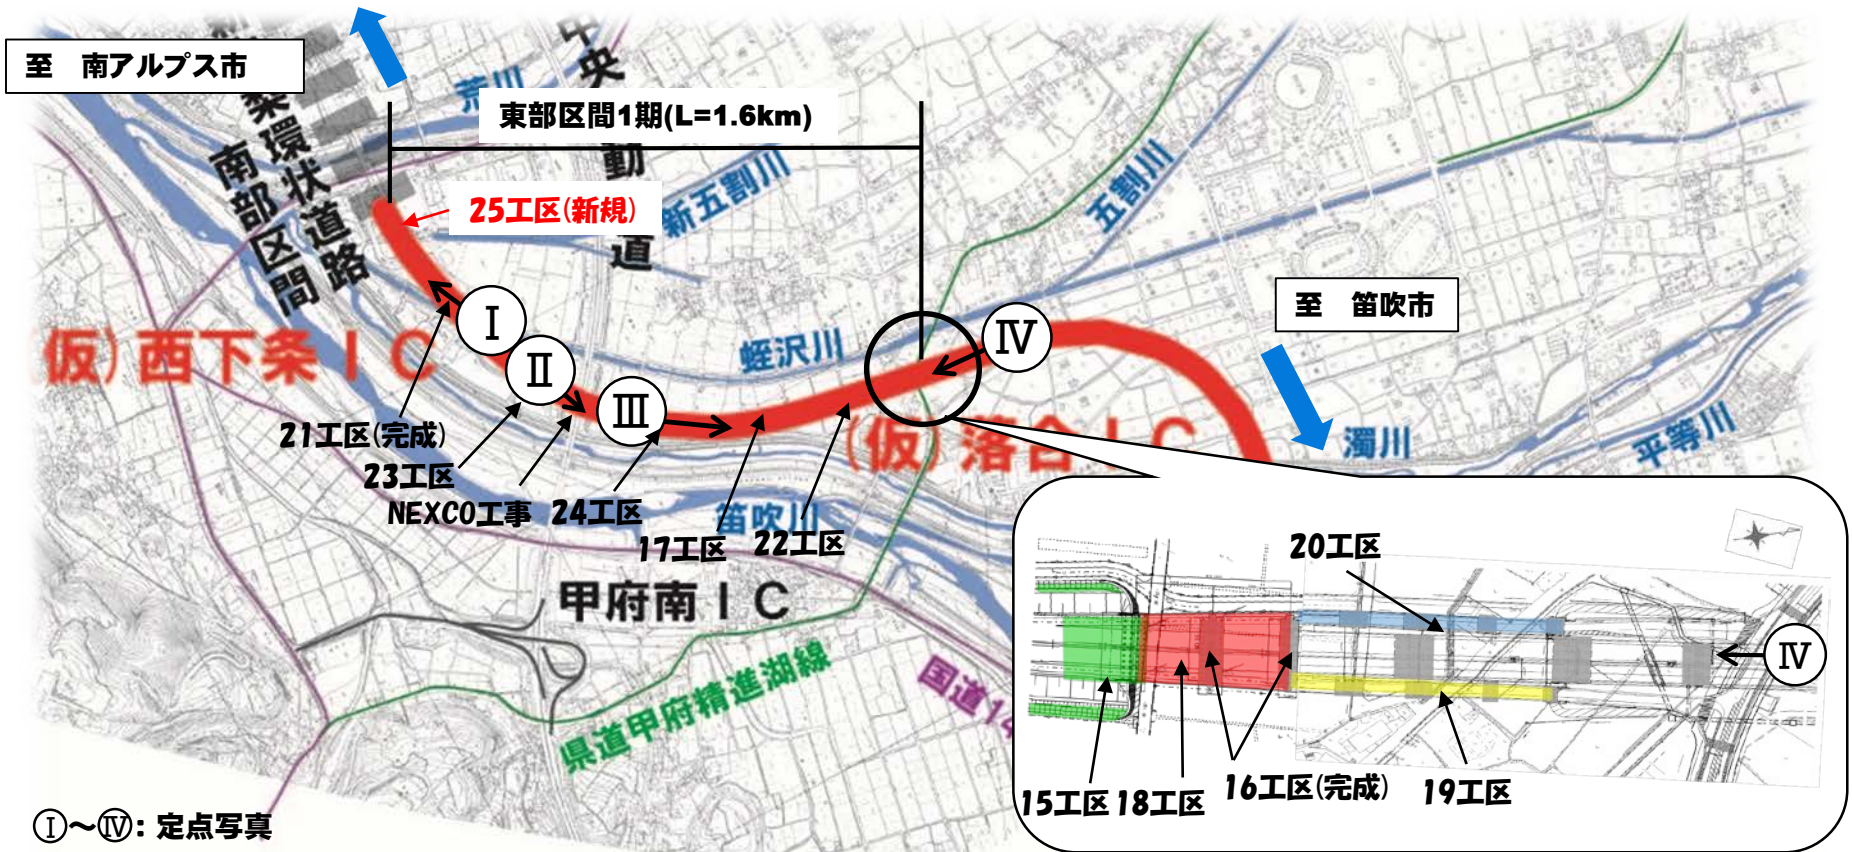 至　南アルプス市
荒川
中央
動
道
環状道路
南部区間
東部区間1期(L=1.6km)
25工区(新規)
新五割川
五割川
至　笛吹市
(仮)西下条ＩＣ
Ⅰ
Ⅱ
Ⅲ
Ⅳ
蛭沢川
21工区(完成)
23工区
NEXCO工事
24工区
17工区
22工区
(仮)落合ＩＣ
濁川
平等川
笛吹川
甲府南ＩＣ
県道甲府精進湖線
国道14
20工区
Ⅳ
15工区
18工区
16工区(完成)
19工区
Ⅰ～Ⅳ：定点写真